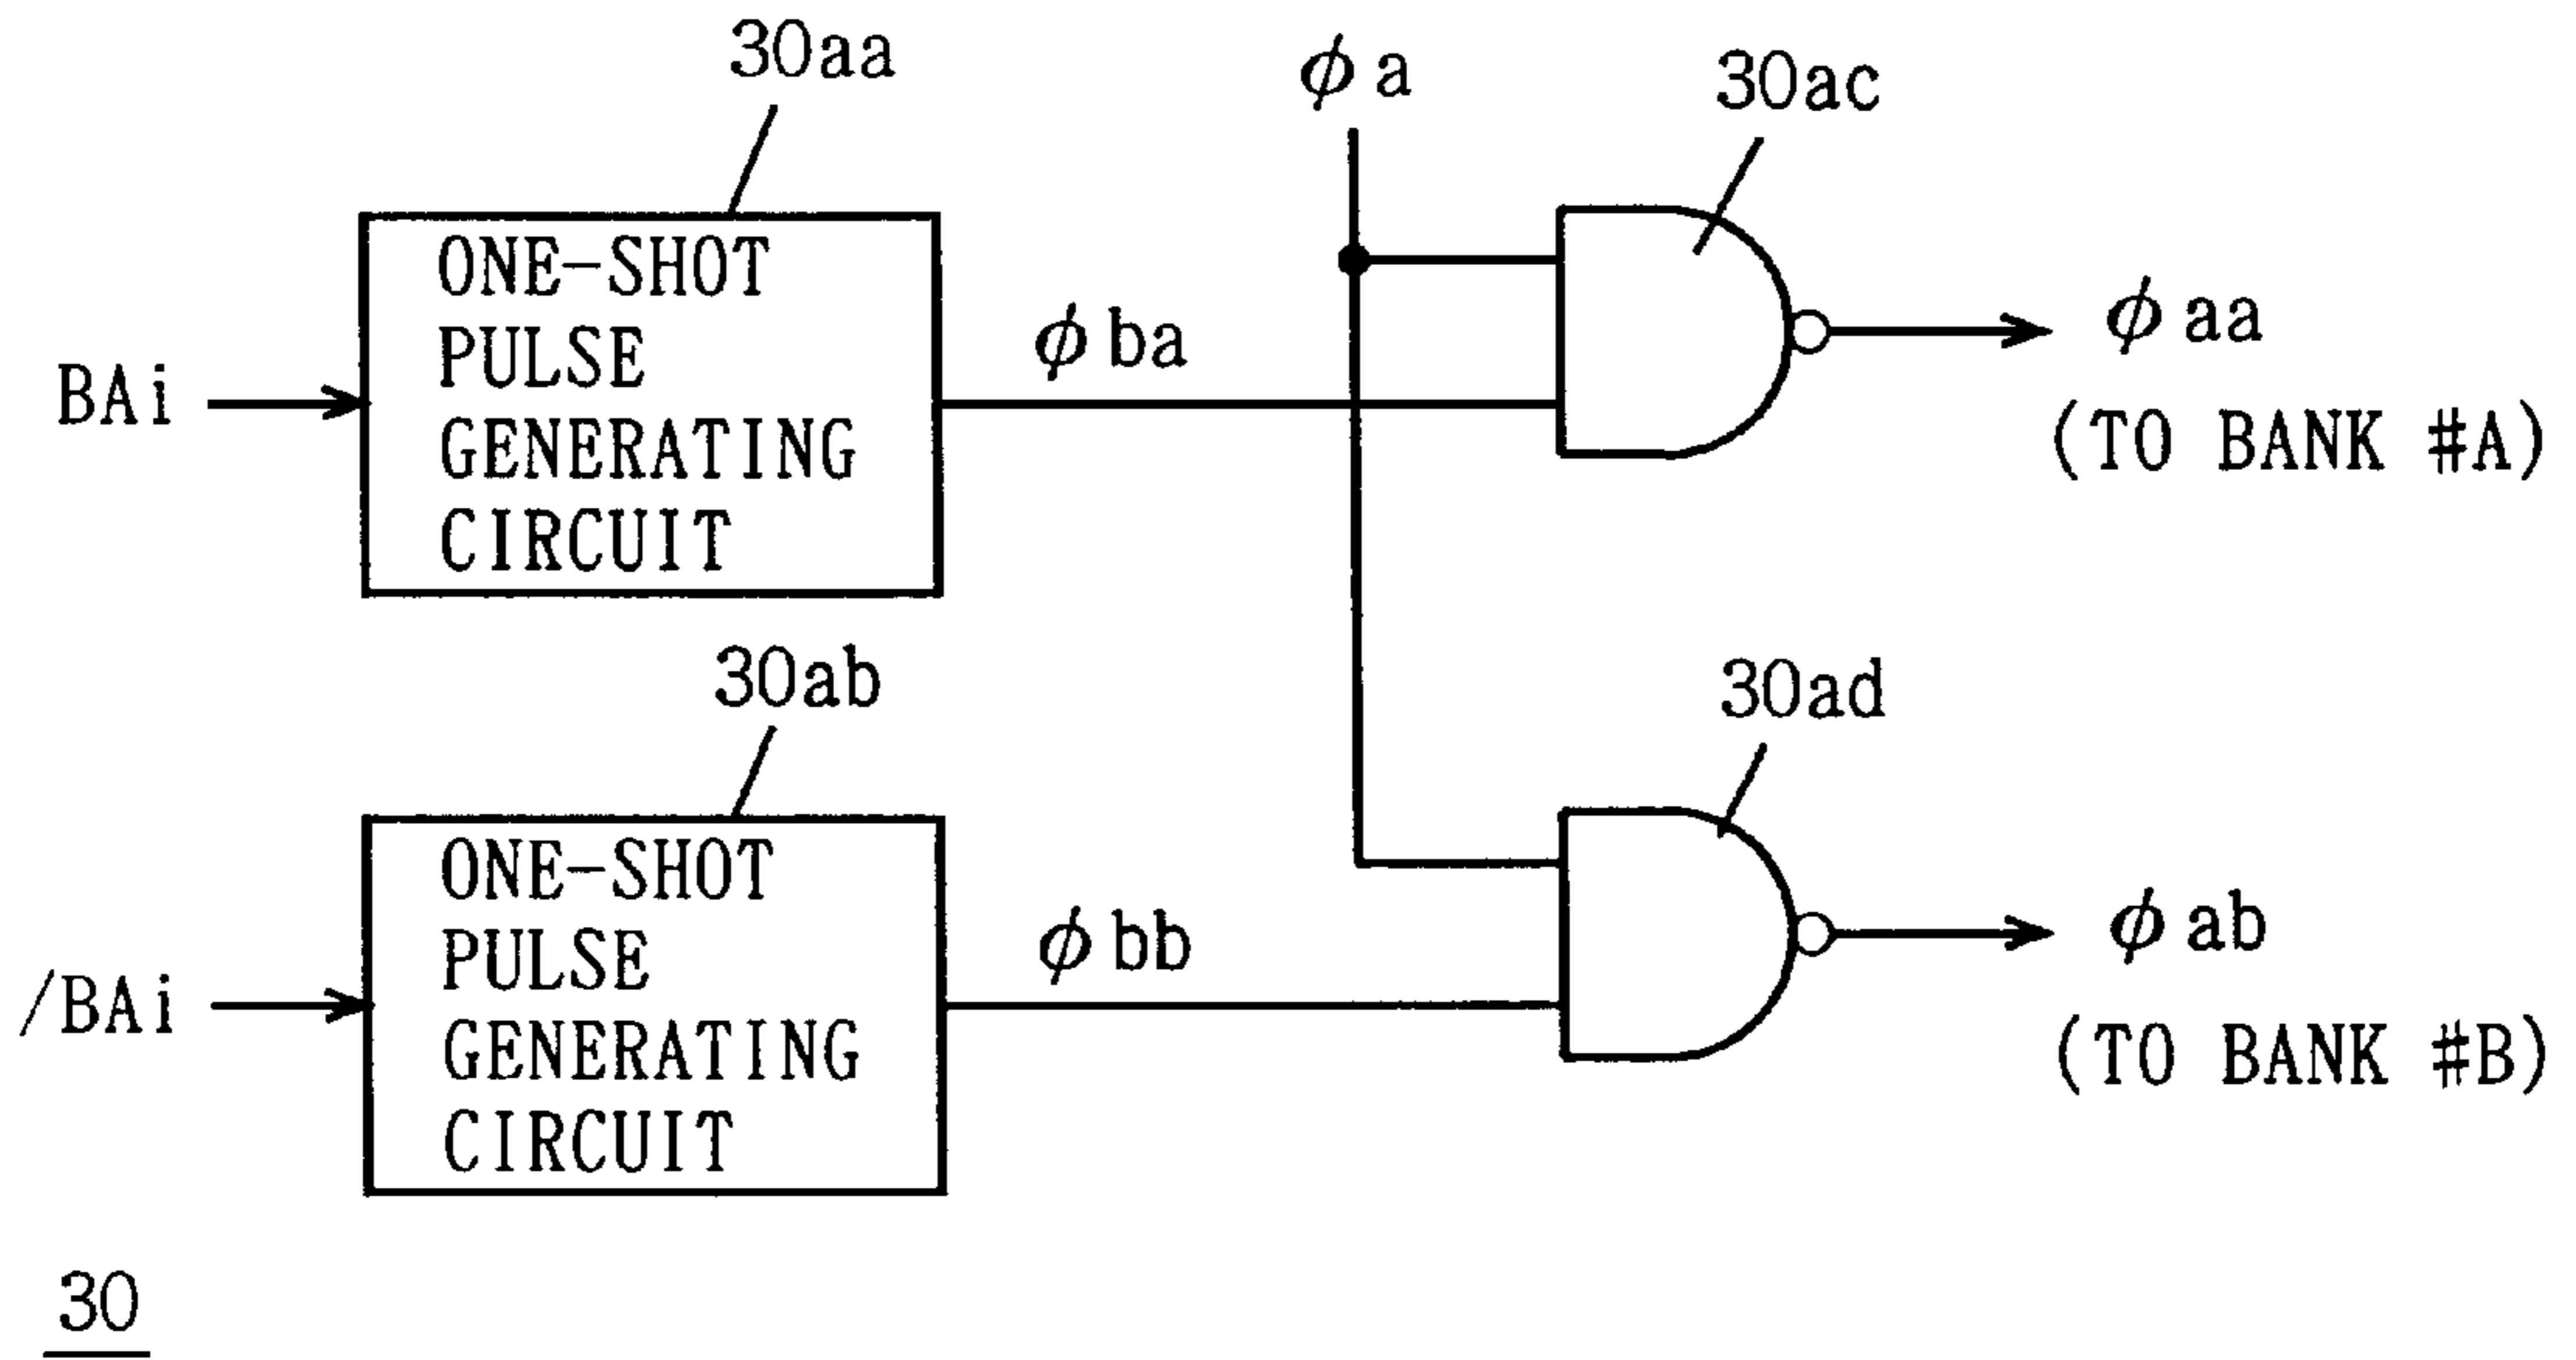 30aa
φa
30ac
ONE-SHOT
PULSE
GENERATING
CIRCUIT
BAi
φba
φaa
(TO BANK #A)
30ab
30ad
ONE-SHOT
PULSE
GENERATING
CIRCUIT
/BAi
φbb
φab
(TO BANK #B)
30